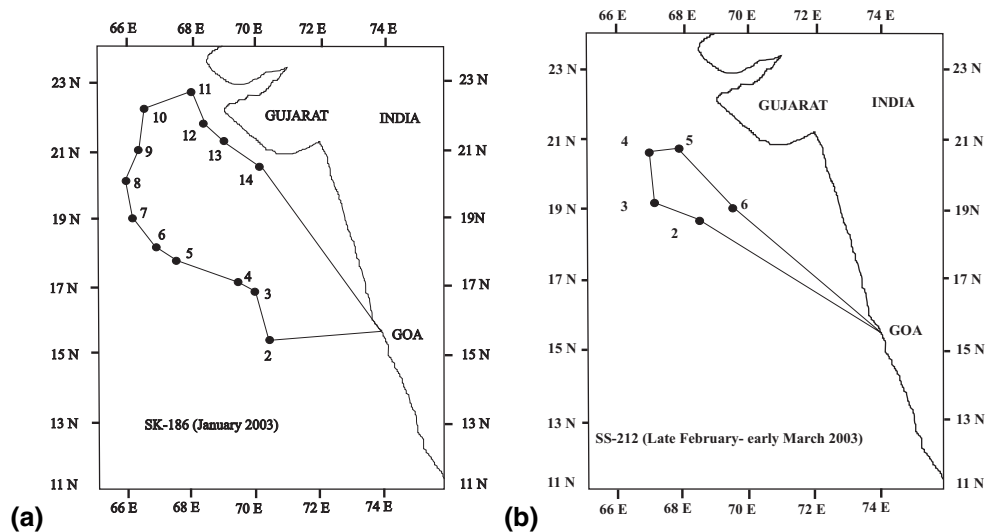 66 E 68 E 70 E 72 E 74 E
23 N 23 N
21 N 21 N
19 N 19 N
17 N
15 N 15 N
13 N 13 N
11 N 11 N
66 E 68 E 70 E 72 E 74 E
GUJARAT INDIA
GOA
2
3
4
5
6
7
8
9
10
11
12
13
14
SK-186 (January 2003)
(a)
66 E 68 E 70 E 72 E 74 E
23 N 23 N
21 N 21 N
19 N 19 N
17 N 17 N
15 N 15 N
13 N 13 N
11 N 11 N
66 E 68 E 70 E 72 E 74 E
GUJARAT INDIA
GOA
2
3
4
5
6
SS-212 (Late February- early March 2003)
(b)